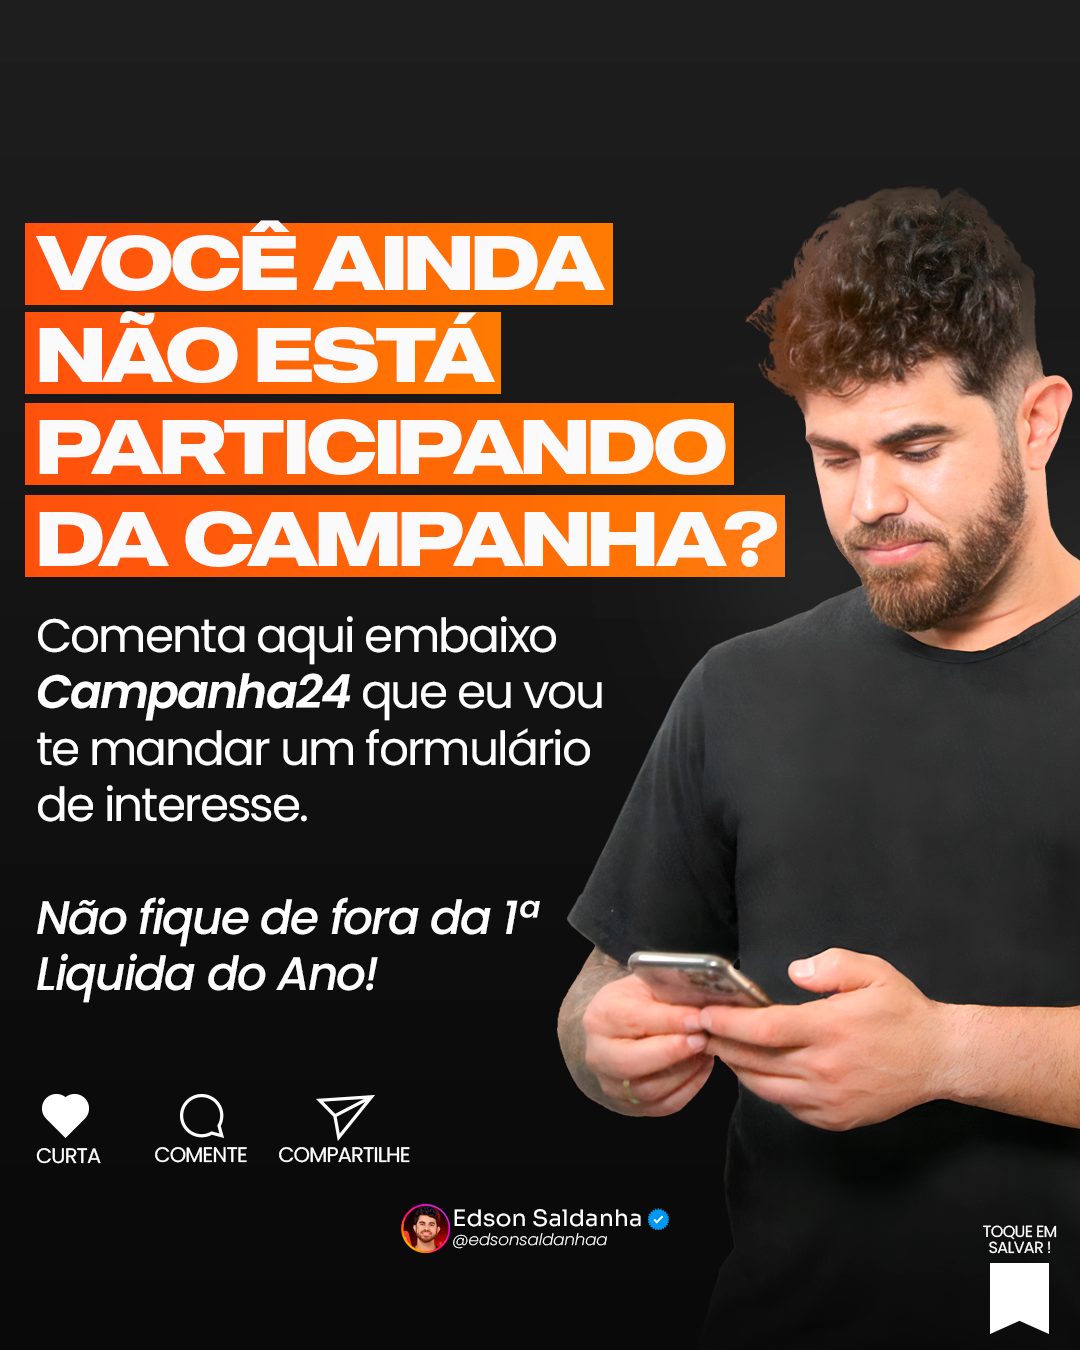 VOCÊ AINDA
NÃO ESTÁ
PARTICIPANDO
DA CAMPANHA?
Comenta aqui embaixo
Campanha24 que eu vou
te mandar um formulário
de interesse.
Não fique de fora da 1ª
Liquida do Ano!
CURTA
COMENTE
COMPARTILHE
Edson Saldanha
@edsonsaldanhaa
TOQUE EM
SALVAR !